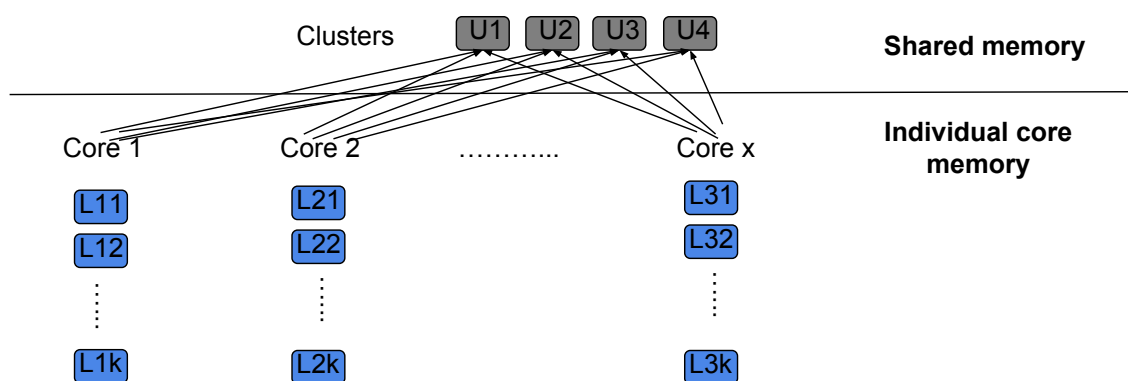 Clusters U1 U2 U3 U4
Shared memory
Individual core
memory
Core 1 Core 2 ………... Core x
L11 L21 L31
L12 L22 L32
L1k L2k L3k